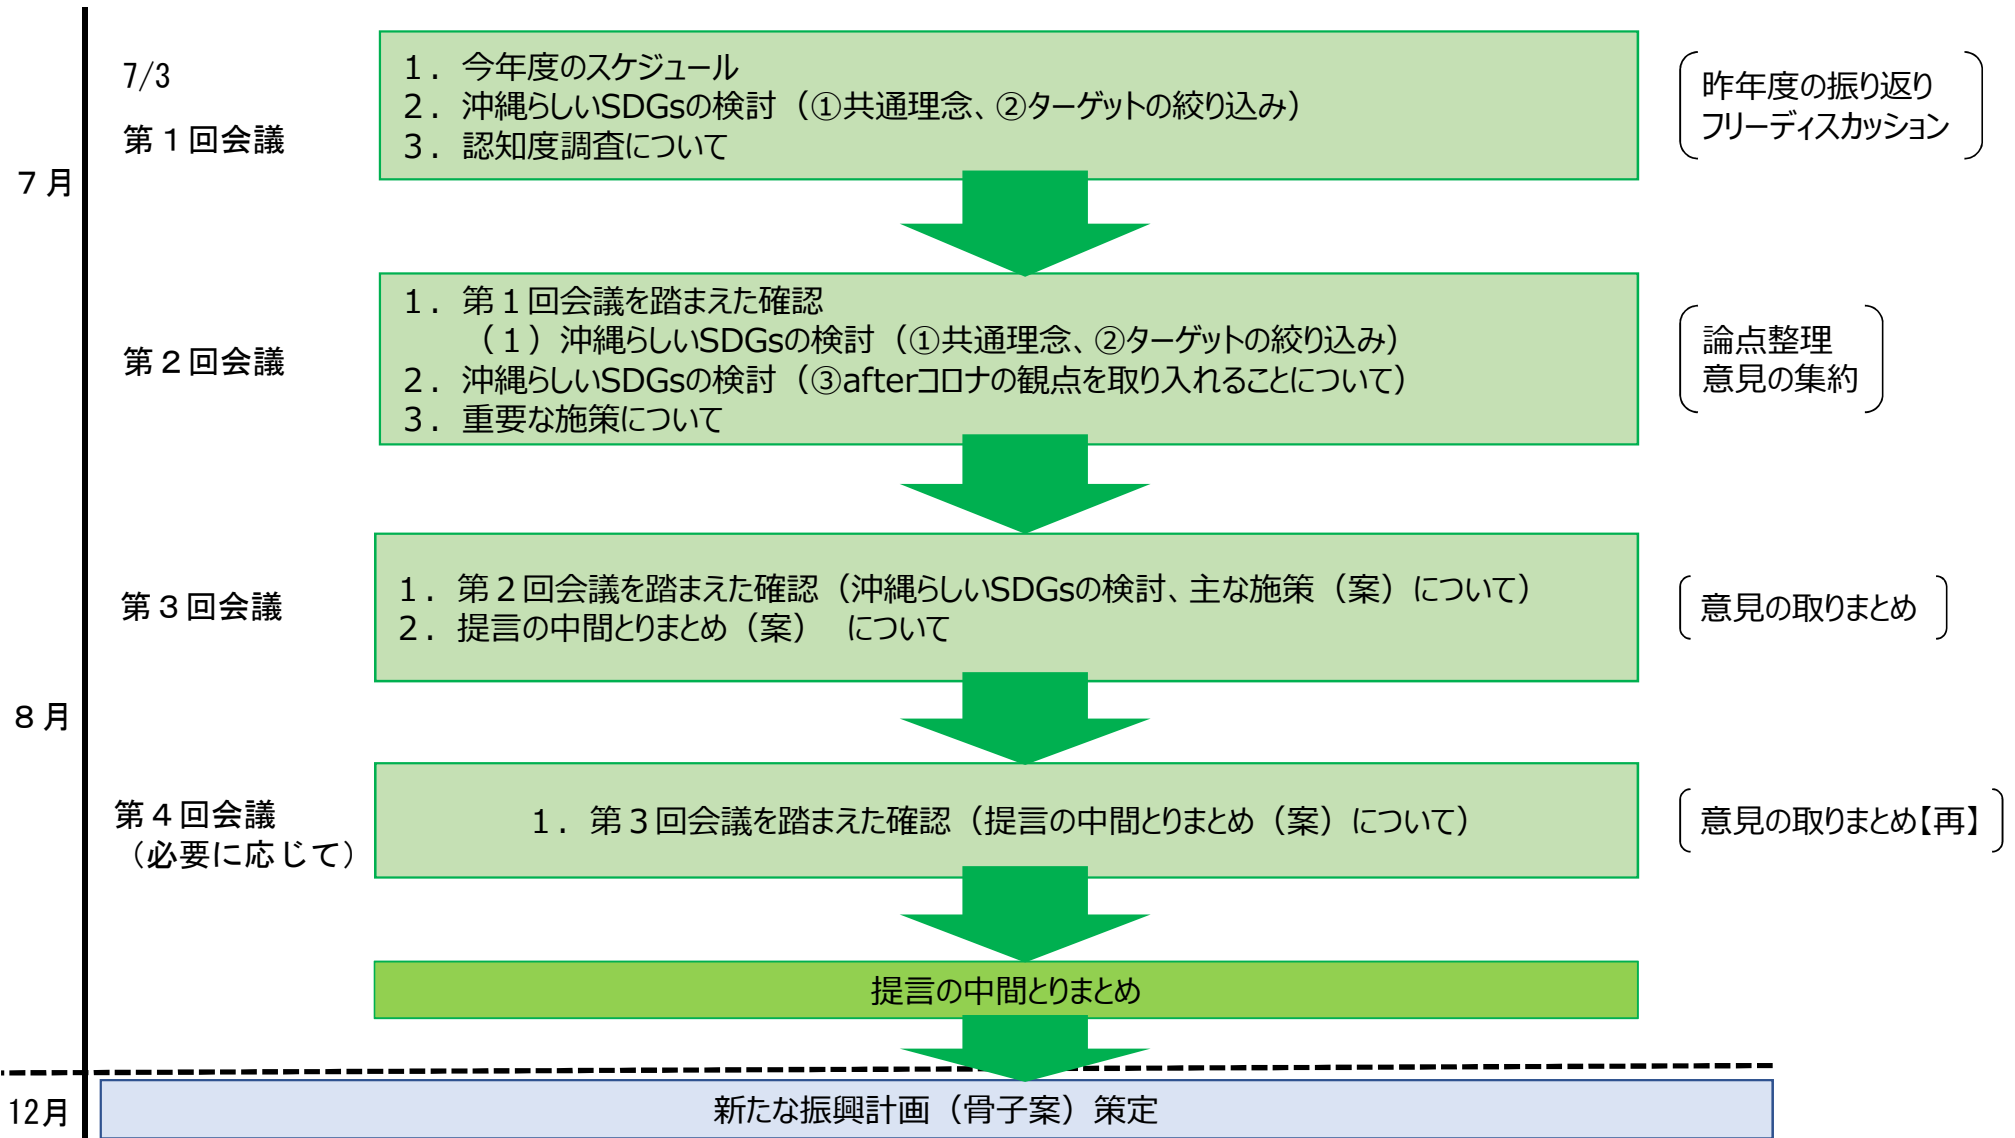 7月
7/3
第1回会議
1. 今年度のスケジュール
2. 沖縄らしいSDGsの検討（①共通理念、②ターゲットの絞り込み）
3. 認知度調査について
昨年度の振り返り
フリーディスカッション
第2回会議
1. 第1回会議を踏まえた確認
（1）沖縄らしいSDGsの検討（①共通理念、②ターゲットの絞り込み）
2. 沖縄らしいSDGsの検討（③afterコロナの観点を取り入れることについて）
3. 重要な施策について
論点整理
意見の集約
8月
第3回会議
1. 第2回会議を踏まえた確認（沖縄らしいSDGsの検討、主な施策（案）について）
2. 提言の中間とりまとめ（案） について
意見の取りまとめ
第4回会議
（必要に応じて）
1. 第3回会議を踏まえた確認（提言の中間とりまとめ（案）について）
意見の取りまとめ【再】
提言の中間とりまとめ
12月
新たな振興計画（骨子案）策定